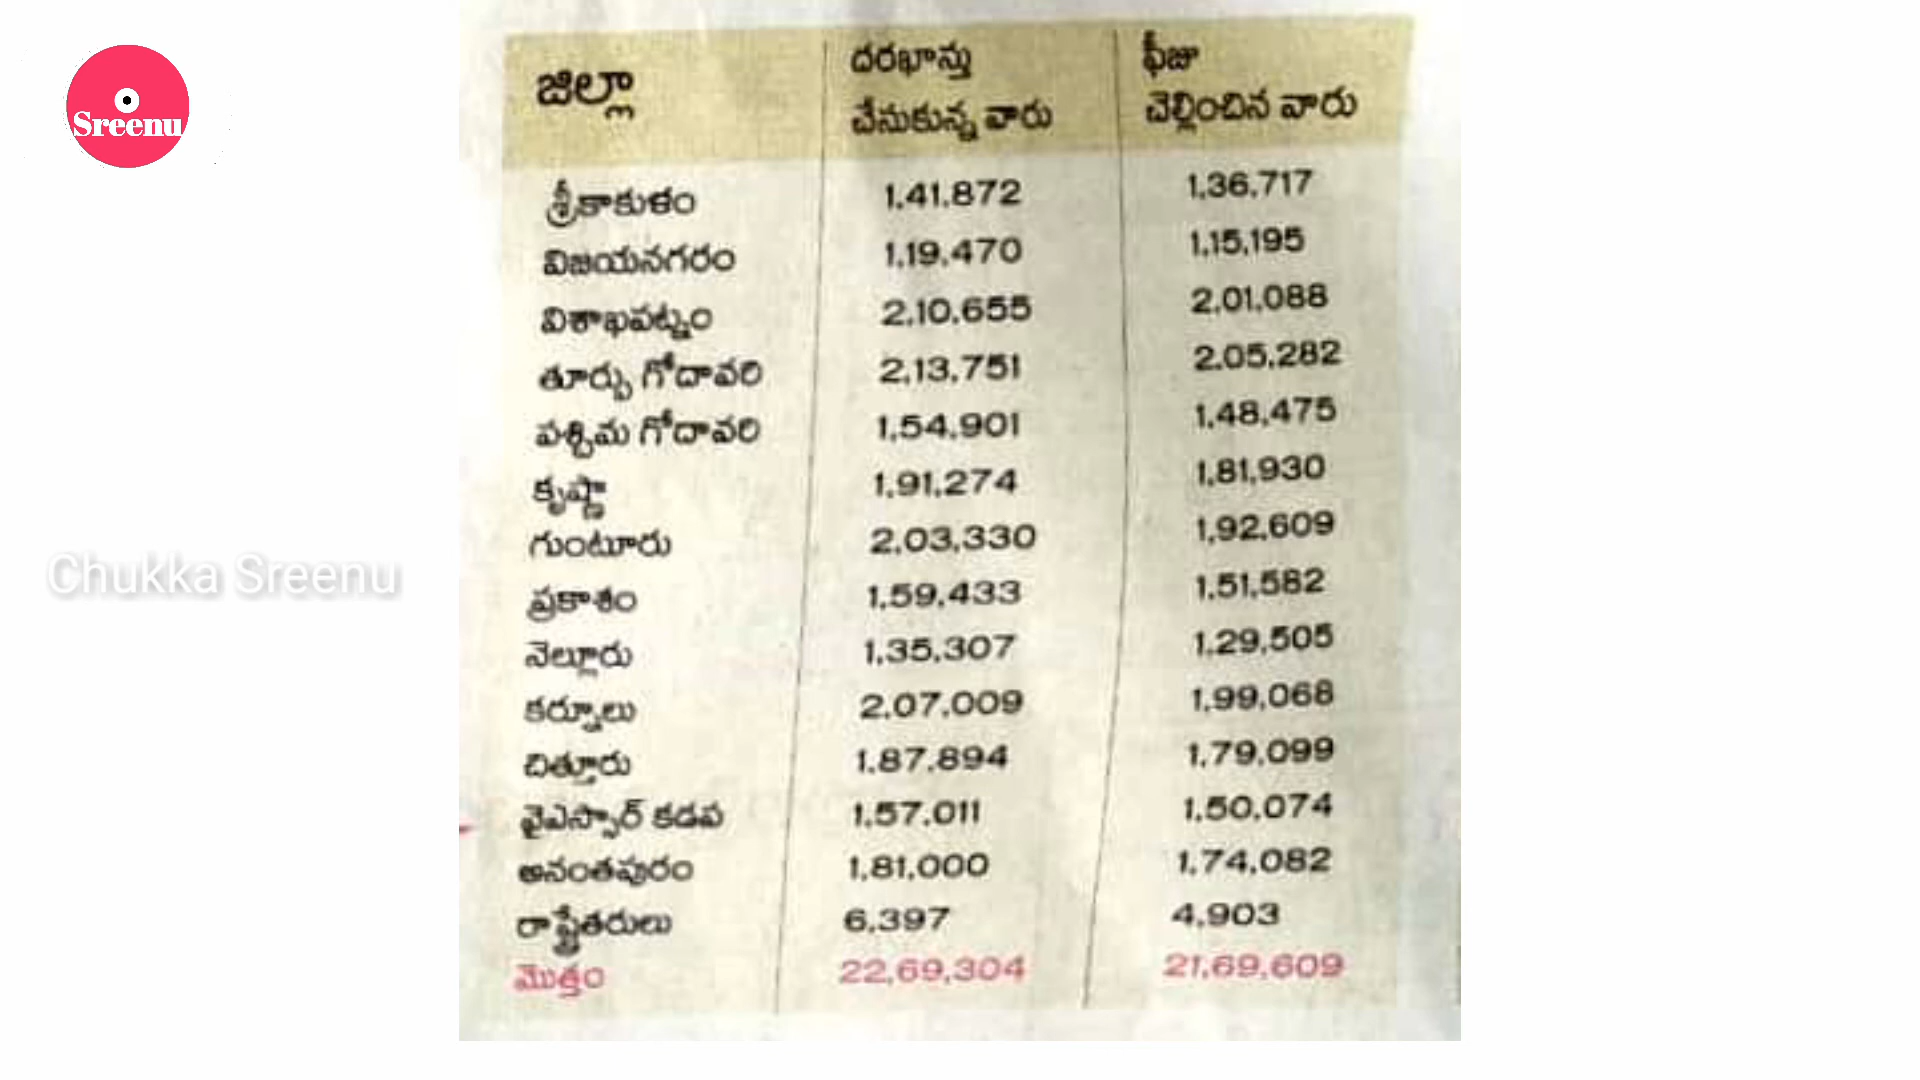 Sreenu
Chukka Sreenu
జిల్లా దరఖాస్తు చేసుకున్న వారు ఫీజు చెల్లించిన వారు
శ్రీకాకుళం 1,41,872 1,36,717
విజయనగరం 1,19,470 1,15,195
విశాఖపట్నం 2,10,655 2,01,088
తూర్పు గోదావరి 2,13,751 2,05,282
పశ్చిమ గోదావరి 1,54,901 1,48,475
కృష్ణా 1,91,274 1,81,930
గుంటూరు 2,03,330 1,92,609
ప్రకాశం 1,59,433 1,51,582
నెల్లూరు 1,35,307 1,29,505
కర్నూలు 2,07,009 1,99,068
చిత్తూరు 1,87,894 1,79,099
వైఎస్సార్ కడప 1,57,011 1,50,074
అనంతపురం 1,81,000 1,74,082
రాష్ట్రేతరులు 6,397 4,903
మొత్తం 22,69,304 21,69,609